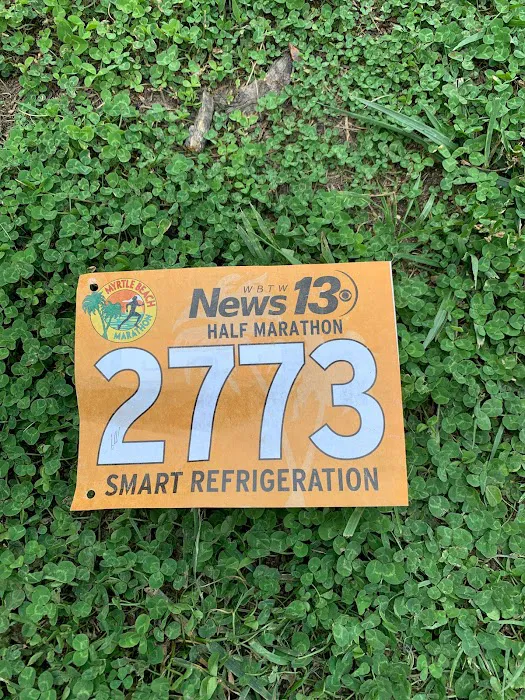 MYRTLE BEACH
MARATHON
WBTW
News 13
HALF MARATHON
2773
SMART REFRIGERATION